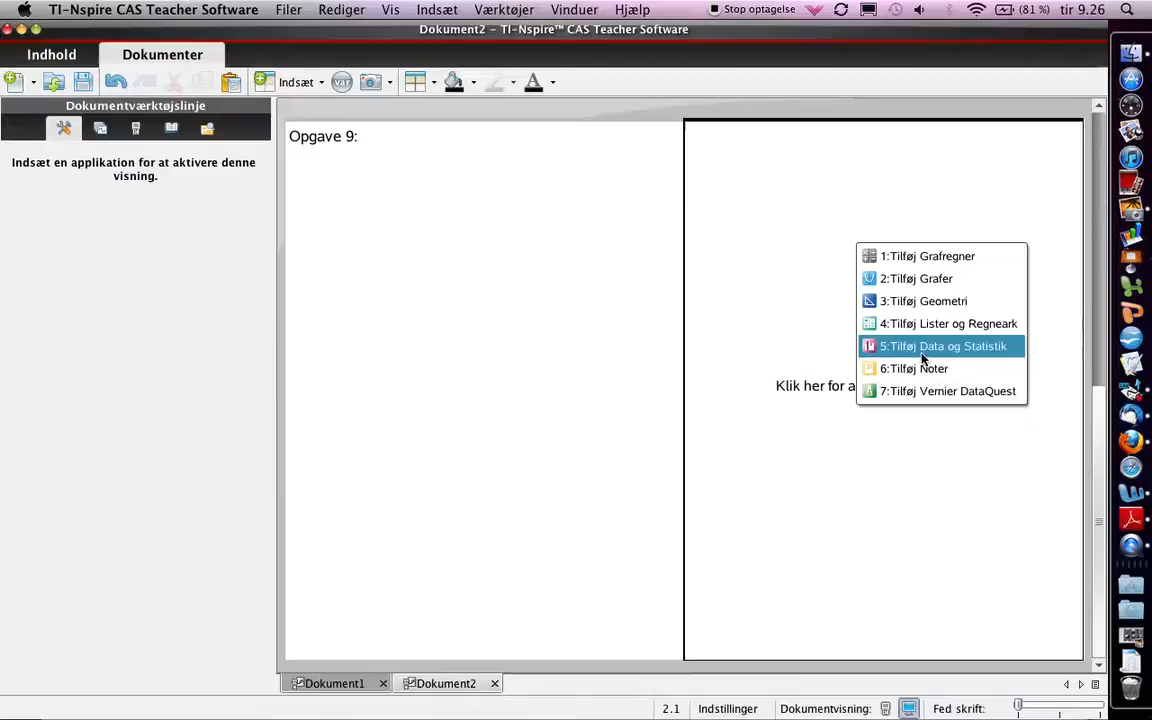 TI-Nspire CAS Teacher Software Filer Rediger Vis Indsæt Værktøjer Vinduer Hjælp Stop optagelse (81 %) tir 9.26
Dokument2 – TI-Nspire™ CAS Teacher Software
Indhold Dokumenter
Indsæt var A
Dokumentværktøjslinje
Indsæt en applikation for at aktivere denne
visning.
Opgave 9:
1:Tilføj Grafregner
2:Tilføj Grafer
3:Tilføj Geometri
4:Tilføj Lister og Regneark
5:Tilføj Data og Statistik
6:Tilføj Noter
7:Tilføj Vernier DataQuest
Klik her for a
Dokument1 Dokument2
2.1 Indstillinger Dokumentvisning: Fed skrift: